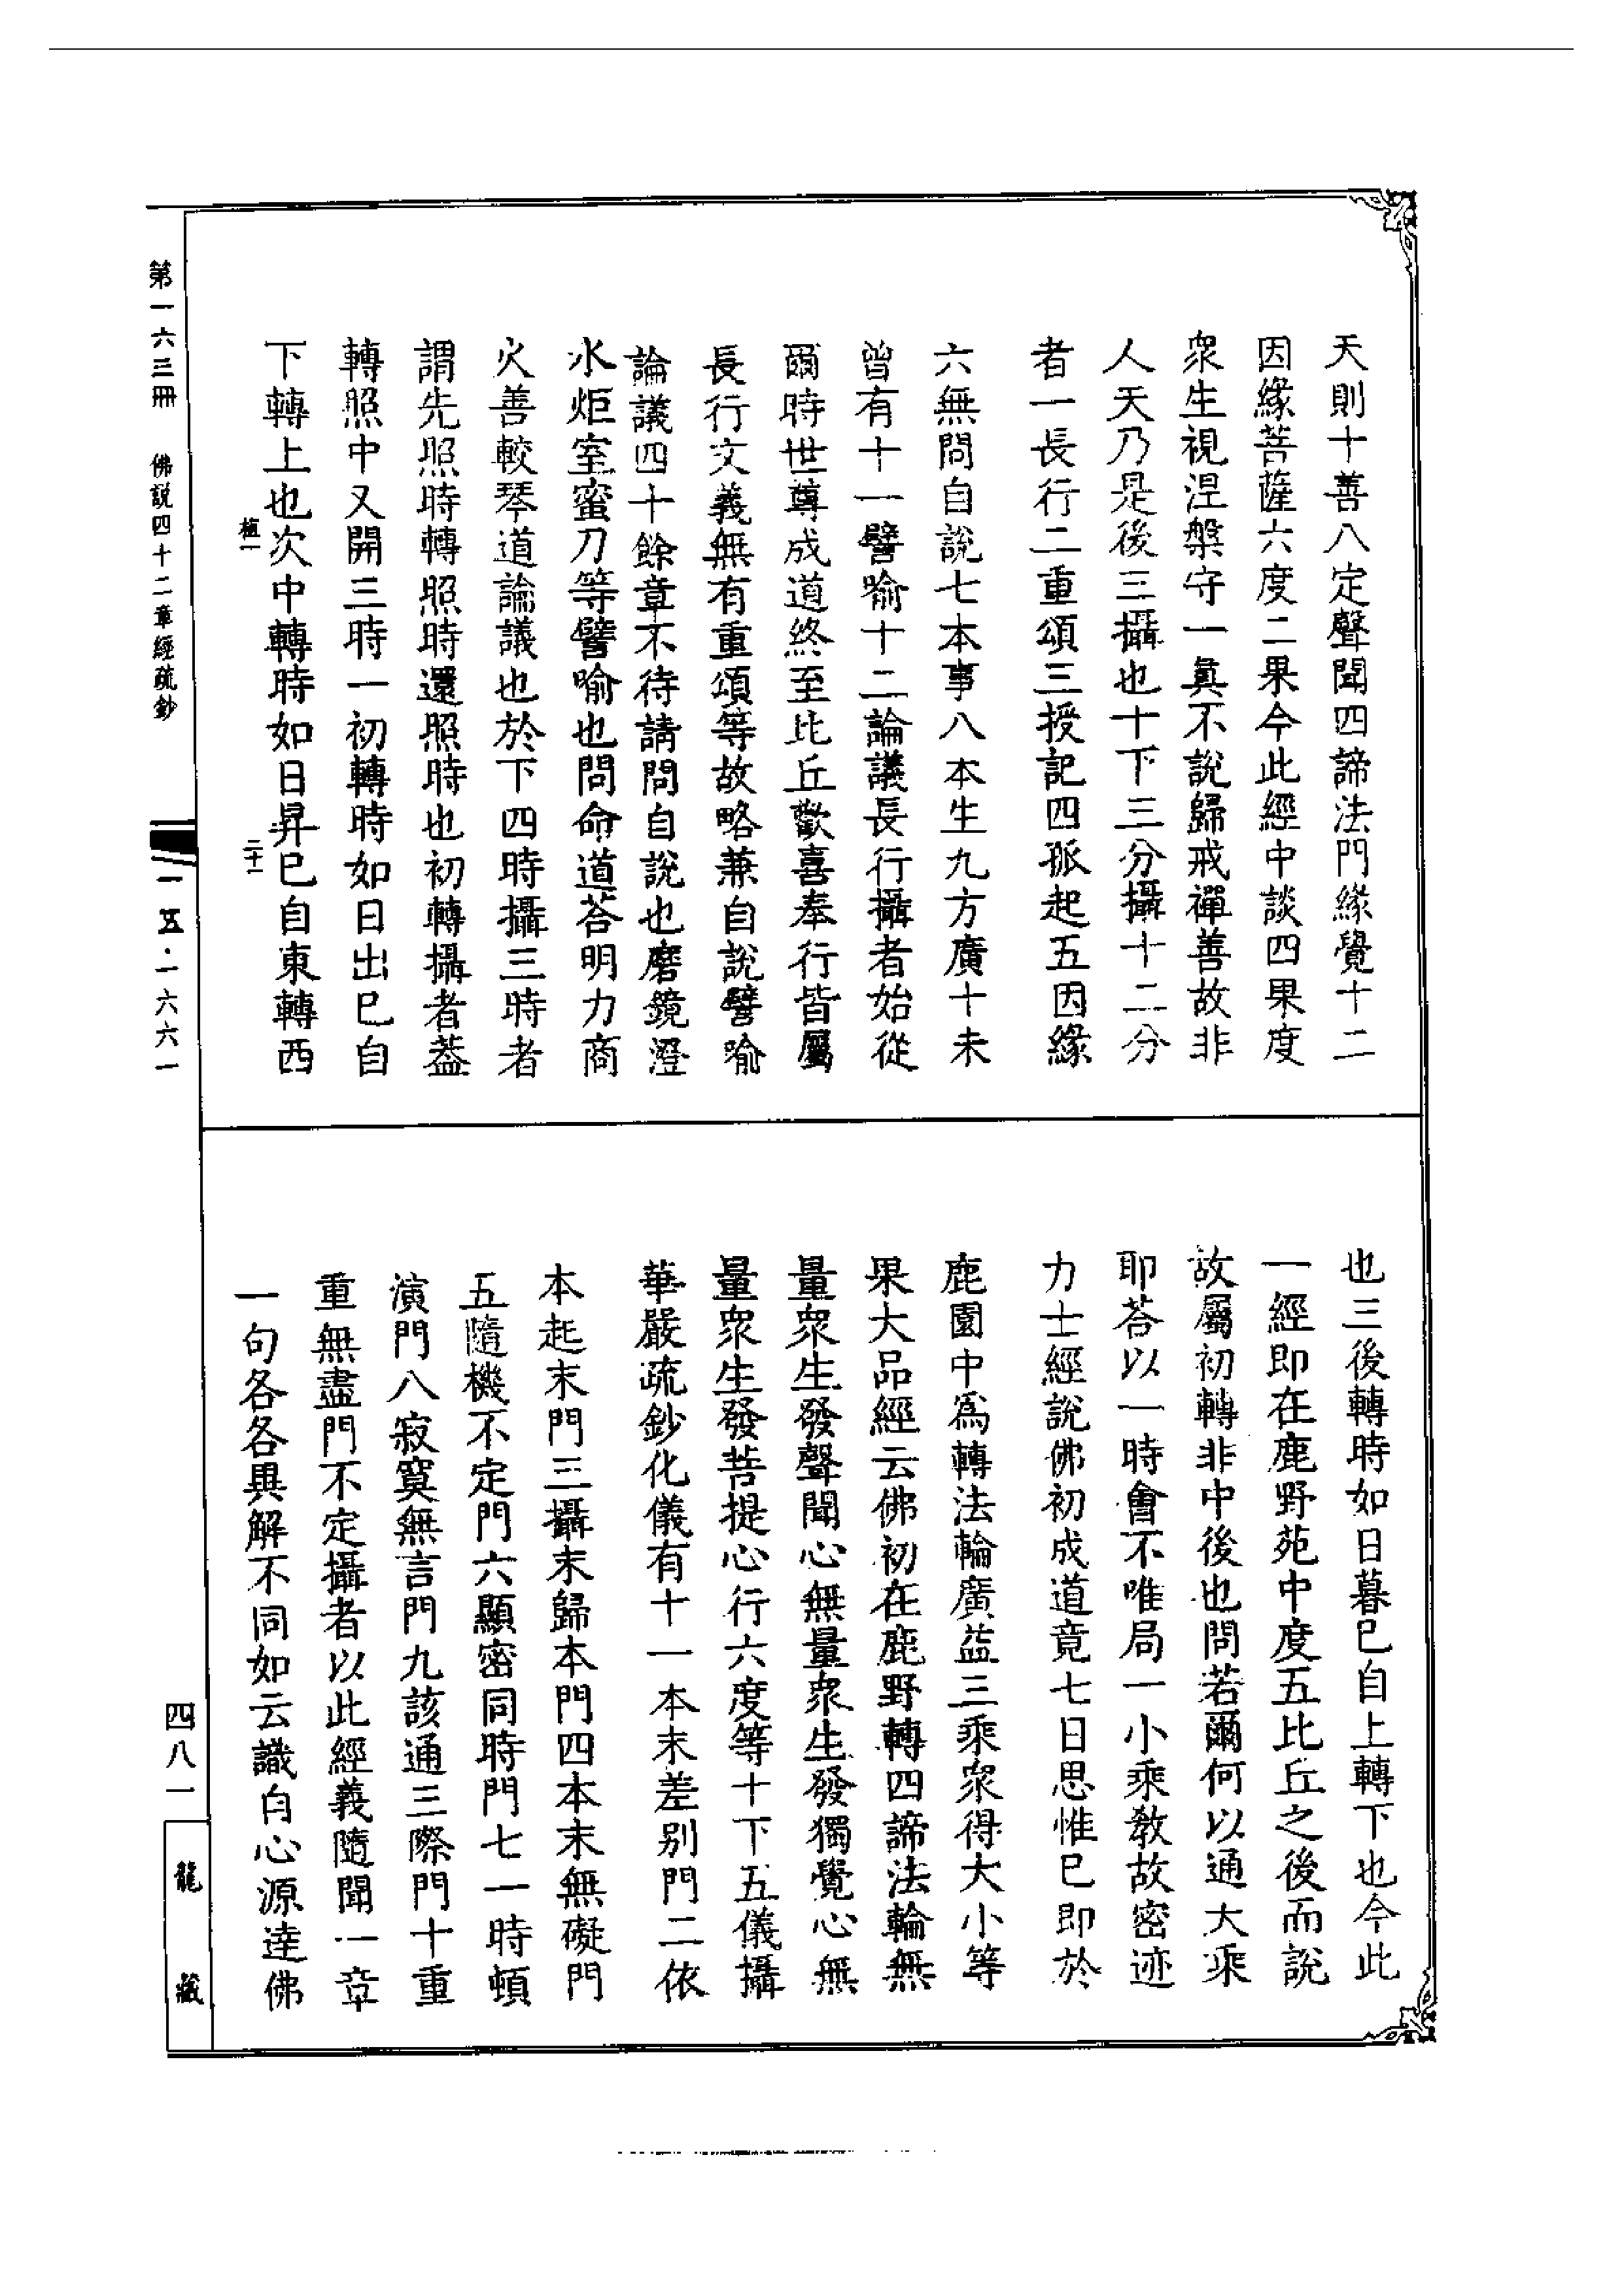 天則十善八定聲聞四諦法門緣覺十二
因緣菩薩六度二果今此經中談四果度
衆生視涅槃守一眞不說歸戒禪善故非
人天乃是後三攝也十下三分攝十二分
者一長行二重頌三授記四孤起五因緣
六無問自說七本事八本生九方廣十未
曾有十一譬喻十二論議長行攝者始從
爾時世尊成道終至比丘歡喜奉行皆屬
長行文義無有重頌等故略兼自說譬喻
論議四十餘章不待請問自說也磨鏡澄
水炬室蜜刀等譬喻也問命道荅明力商
火善較琴道論議也於下四時攝三時者
謂先照時轉照時還照時也初轉攝者葢
轉照中又開三時一初轉時如日出巳自
下轉上也次中轉時如日昇巳自東轉西
植一
二十一
也三後轉時如日暮巳自上轉下也今此
一經即在鹿野苑中度五比丘之後而說
故屬初轉非中後也問若爾何以通大乘
耶荅以一時會不唯局一小乘教故密迹
力士經說佛初成道竟七日思惟巳即於
鹿園中爲轉法輪廣益三乘衆得大小等
果大品經云佛初在鹿野轉四諦法輪無
量衆生發聲聞心無量衆生發獨覺心無
量衆生發菩提心行六度等十下五儀攝
華嚴疏鈔化儀有十一本末差别門二依
本起末門三攝末歸本門四本末無礙門
五隨機不定門六顯密同時門七一時頓
演門八寂寞無言門九該通三際門十重
重無盡門不定攝者以此經義隨聞一章
一句各各異解不同如云識自心源達佛
第一六三冊 佛說四十二章經疏鈔
一五·一六六一
四八一
龍藏